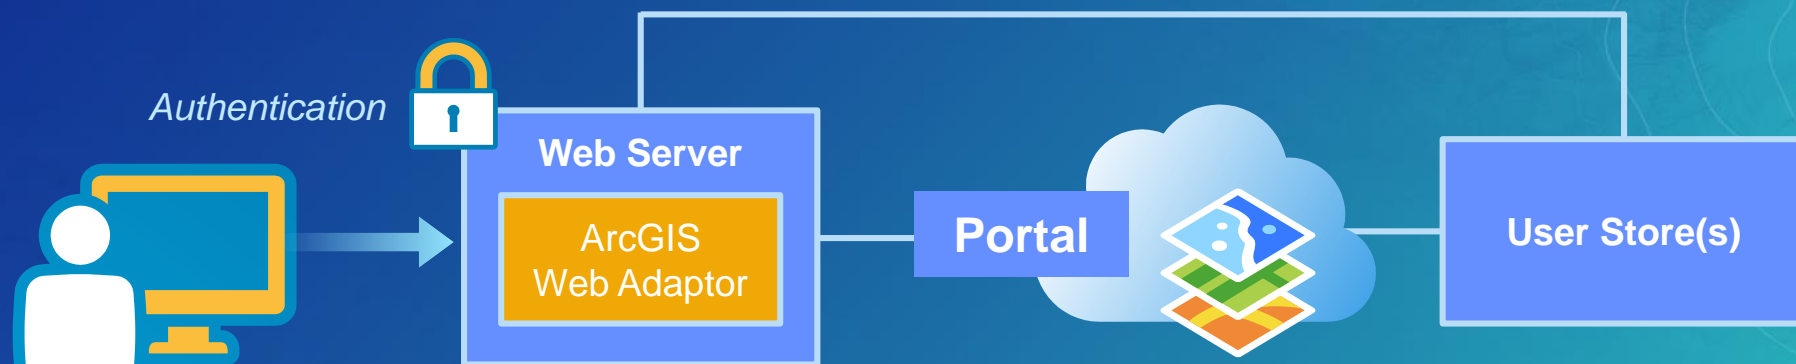 Authentication
Web Server
ArcGIS
Web Adaptor
Portal
User Store(s)